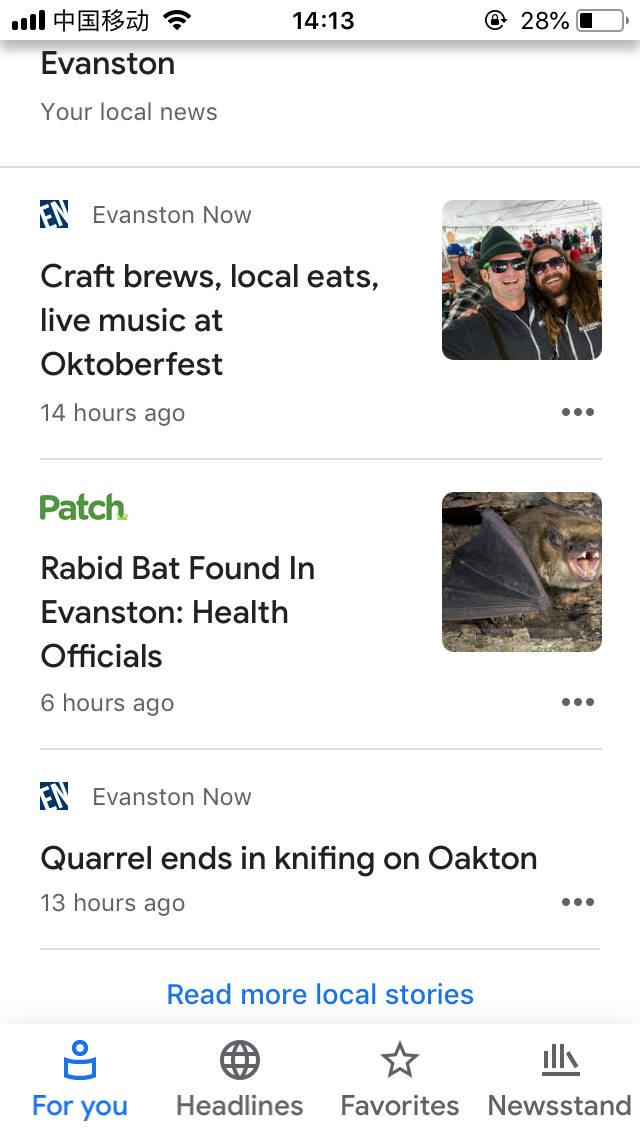 中国移动 14:13 28%
Evanston
Your local news
EN Evanston Now
Craft brews, local eats,
live music at
Oktoberfest
14 hours ago
Patch
Rabid Bat Found In
Evanston: Health
Officials
6 hours ago
EN Evanston Now
Quarrel ends in knifing on Oakton
13 hours ago
Read more local stories
For you Headlines Favorites Newsstand